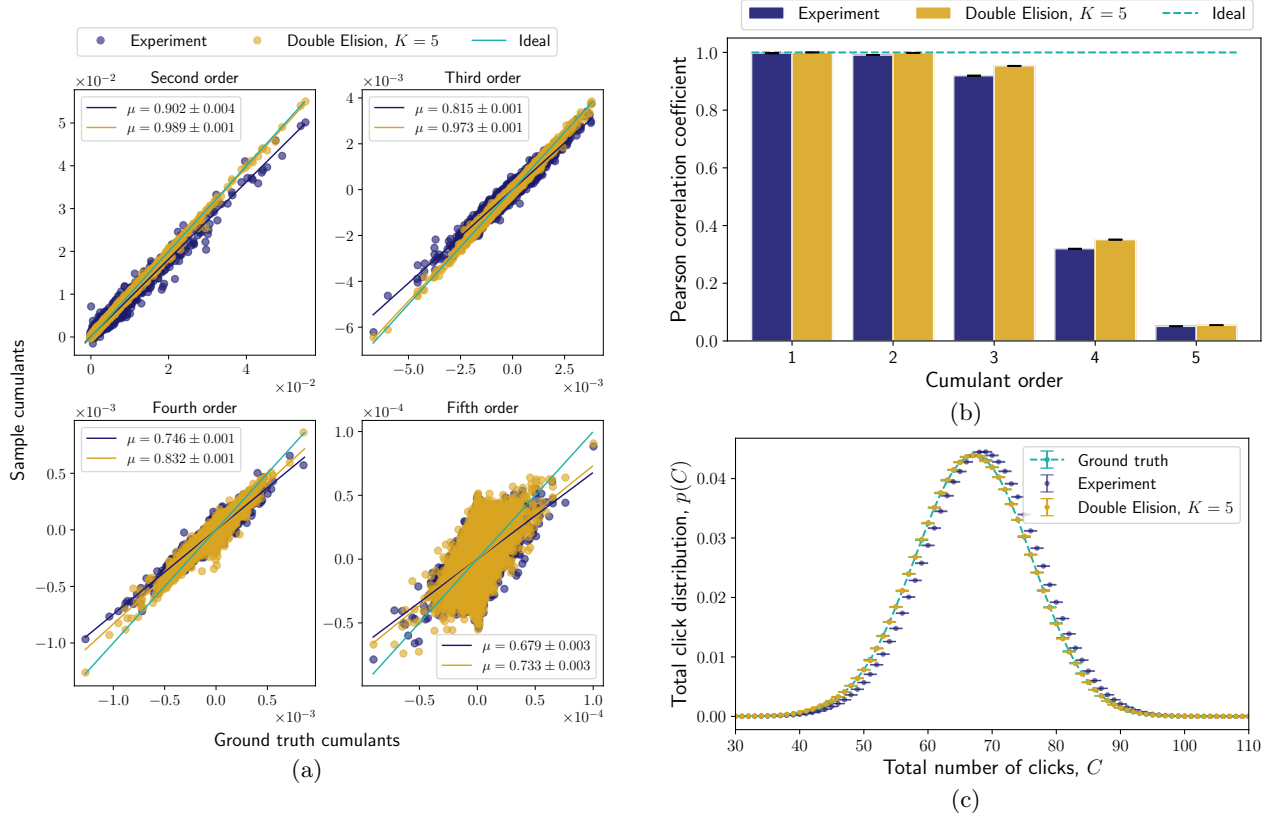 Experiment
Double Elision, K = 5
Ideal
×10⁻²
Second order
μ = 0.902 ± 0.004
μ = 0.989 ± 0.001
5
4
3
2
1
0
0
2
4
×10⁻²
×10⁻³
Third order
μ = 0.815 ± 0.001
μ = 0.973 ± 0.001
4
2
0
−2
−4
−6
−5.0
−2.5
0.0
2.5
×10⁻³
×10⁻³
Fourth order
μ = 0.746 ± 0.001
μ = 0.832 ± 0.001
0.5
0.0
−0.5
−1.0
−1.0
−0.5
0.0
0.5
×10⁻³
×10⁻⁴
Fifth order
1.0
0.5
0.0
−0.5
μ = 0.679 ± 0.003
μ = 0.733 ± 0.003
−0.5
0.0
0.5
1.0
×10⁻⁴
Sample cumulants
Ground truth cumulants
(a)
Experiment
Double Elision, K = 5
Ideal
Pearson correlation coefficient
1.0
0.8
0.6
0.4
0.2
0.0
1
2
3
4
5
Cumulant order
(b)
Total click distribution, p(C)
0.04
0.03
0.02
0.01
0.00
Ground truth
Experiment
Double Elision, K = 5
30
40
50
60
70
80
90
100
110
Total number of clicks, C
(c)